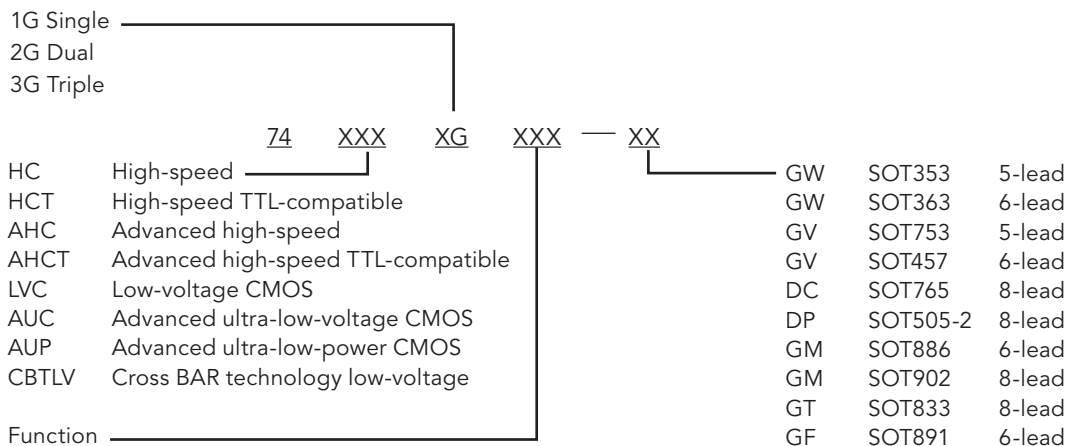 1G Single
2G Dual
3G Triple
74 XXX XG XXX — XX
HC High-speed
HCT High-speed TTL-compatible
AHC Advanced high-speed
AHCT Advanced high-speed TTL-compatible
LVC Low-voltage CMOS
AUC Advanced ultra-low-voltage CMOS
AUP Advanced ultra-low-power CMOS
CBTLV Cross BAR technology low-voltage
Function
GW SOT353 5-lead
GW SOT363 6-lead
GV SOT753 5-lead
GV SOT457 6-lead
DC SOT765 8-lead
DP SOT505-2 8-lead
GM SOT886 6-lead
GM SOT902 8-lead
GT SOT833 8-lead
GF SOT891 6-lead